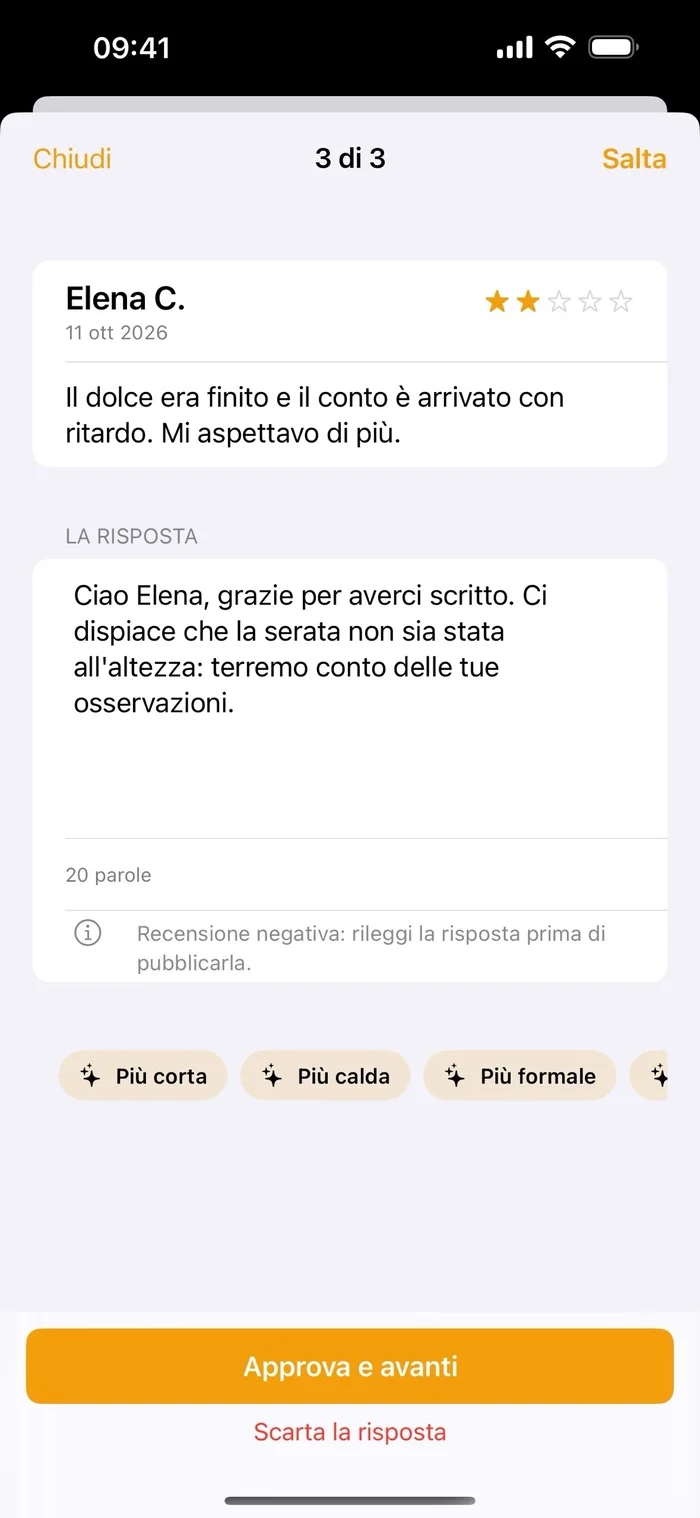 09:41
Chiudi
3 di 3
Salta
Elena C.
11 ott 2026
Il dolce era finito e il conto è arrivato con
ritardo. Mi aspettavo di più.
LA RISPOSTA
Ciao Elena, grazie per averci scritto. Ci
dispiace che la serata non sia stata
all'altezza: terremo conto delle tue
osservazioni.
20 parole
Recensione negativa: rileggi la risposta prima di
pubblicarla.
Più corta
Più calda
Più formale
Approva e avanti
Scarta la risposta